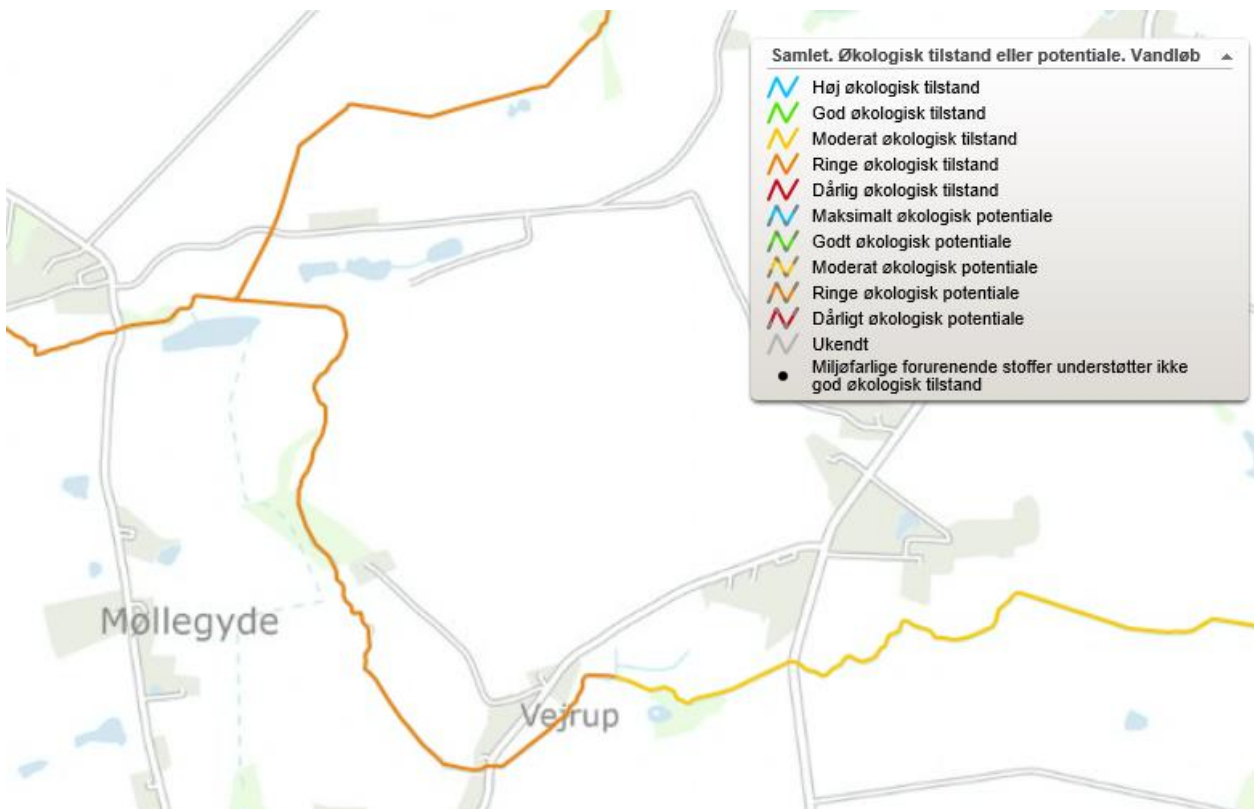 Samlet. Økologisk tilstand eller potentiale. Vandløb
Høj økologisk tilstand
God økologisk tilstand
Moderat økologisk tilstand
Ringe økologisk tilstand
Dårlig økologisk tilstand
Maksimalt økologisk potentiale
Godt økologisk potentiale
Moderat økologisk potentiale
Ringe økologisk potentiale
Dårligt økologisk potentiale
Ukendt
Miljøfarlige forurenende stoffer understøtter ikke
god økologisk tilstand
Møllegyde
Vejrup